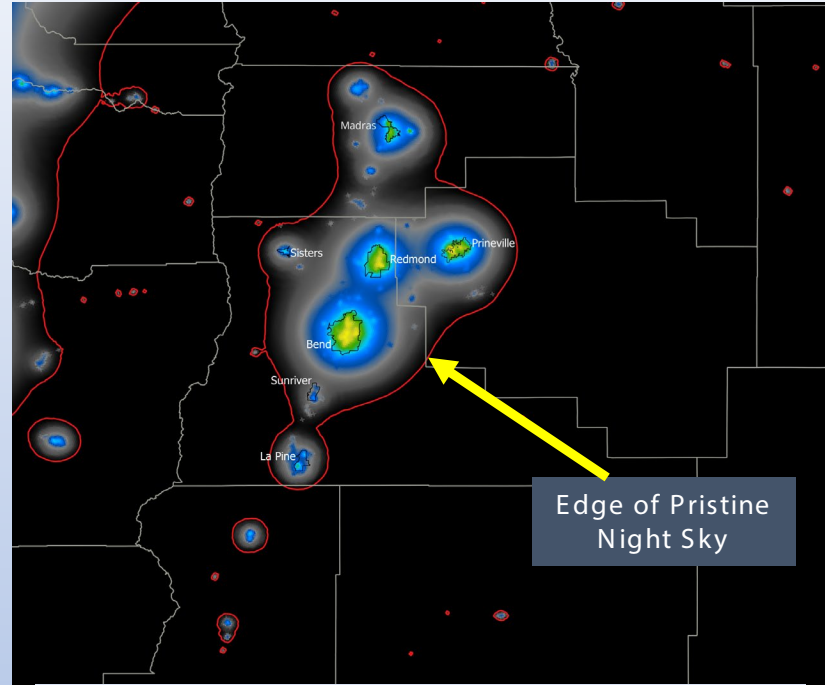 Madras
Sisters
Redmond
Prineville
Bend
Sunriver
La Pine
Edge of Pristine
Night Sky